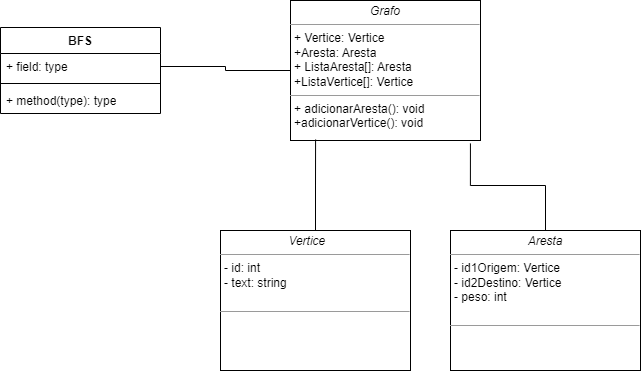 Grafo
+ Vertice: Vertice
+Aresta: Aresta
+ ListaAresta[]: Aresta
+ListaVertice[]: Vertice
+ adicionarAresta(): void
+adicionarVertice(): void
BFS
+ field: type
+ method(type): type
Vertice
- id: int
- text: string
Aresta
- id1Origem: Vertice
- id2Destino: Vertice
- peso: int